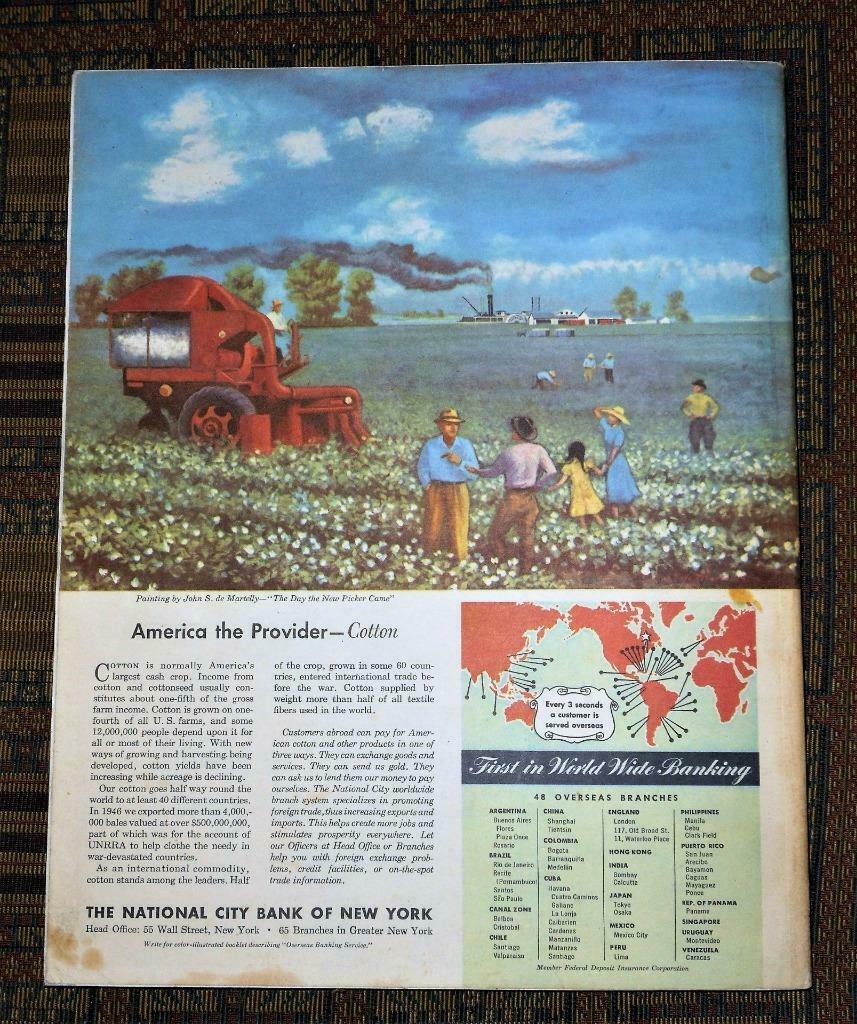 Painting by John S. de Martelly—"The Day the New Picker Came"
America the Provider—Cotton
COTTON is normally America's
largest cash crop. Income from
cotton and cottonseed usually con-
stitutes about one-fifth of the gross
farm income. Cotton is grown on one-
fourth of all U. S. farms, and some
12,000,000 people depend upon it for
all or most of their living. With new
ways of growing and harvesting being
developed, cotton yields have been
increasing while acreage is declining.
Our cotton goes half way round the
world to at least 40 different countries.
In 1946 we exported more than 4,000,-
000 bales valued at over $500,000,000,
part of which was for the account of
UNRRA to help clothe the needy in
war-devastated countries.
As an international commodity,
cotton stands among the leaders. Half
of the crop, grown in some 60 coun-
tries, entered international trade be-
fore the war. Cotton supplied by
weight more than half of all textile
fibers used in the world.
Customers abroad can pay for Amer-
ican cotton and other products in one of
three ways. They can exchange goods and
services. They can send us gold. They
can ask us to lend them our money to pay
ourselves. The National City worldwide
branch system specializes in promoting
foreign trade, thus increasing exports and
imports. This helps create more jobs and
stimulates prosperity everywhere. Let
our Officers at Head Office or Branches
help you with foreign exchange prob-
lems, credit facilities, or on-the-spot
trade information.
THE NATIONAL CITY BANK OF NEW YORK
Head Office: 55 Wall Street, New York • 65 Branches in Greater New York
Write for color-illustrated booklet describing "Overseas Banking Service."
Every 3 seconds
a customer is
served overseas
First in World Wide Banking
48 OVERSEAS BRANCHES
ARGENTINA
Buenos Aires
Flores
Plaza Once
Rosario
BRAZIL
Rio de Janeiro
Recife
(Pernambuco)
Santos
São Paulo
CANAL ZONE
Balboa
Cristobal
CHILE
Santiago
Valparaiso
CHINA
Shanghai
Tientsin
COLOMBIA
Bogota
Barranquilla
Medellin
CUBA
Havana
Cuatro Caminos
Galiano
La Lonja
Caibarien
Cardenas
Manzanillo
Matanzas
Santiago
ENGLAND
London
117, Old Broad St.
11, Waterloo Place
HONG KONG
INDIA
Bombay
Calcutta
JAPAN
Tokyo
Osaka
MEXICO
Mexico City
PERU
Lima
PHILIPPINES
Manila
Cebu
Clark Field
PUERTO RICO
San Juan
Arecibo
Bayamon
Caguas
Mayaguez
Ponce
REP. OF PANAMA
Panama
SINGAPORE
URUGUAY
Montevideo
VENEZUELA
Caracas
Member Federal Deposit Insurance Corporation